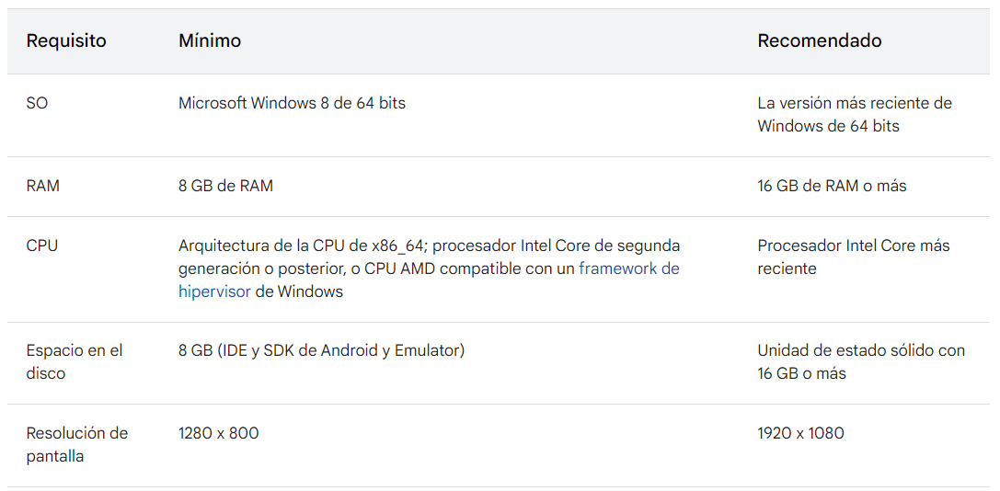 Requisito Mínimo Recomendado
SO Microsoft Windows 8 de 64 bits La versión más reciente de
Windows de 64 bits
RAM 8 GB de RAM 16 GB de RAM o más
CPU Arquitectura de la CPU de x86_64; procesador Intel Core de segunda Procesador Intel Core más
generación o posterior, o CPU AMD compatible con un framework de reciente
hipervisor de Windows
Espacio en el 8 GB (IDE y SDK de Android y Emulator) Unidad de estado sólido con
disco 16 GB o más
Resolución de 1280 x 800 1920 x 1080
pantalla